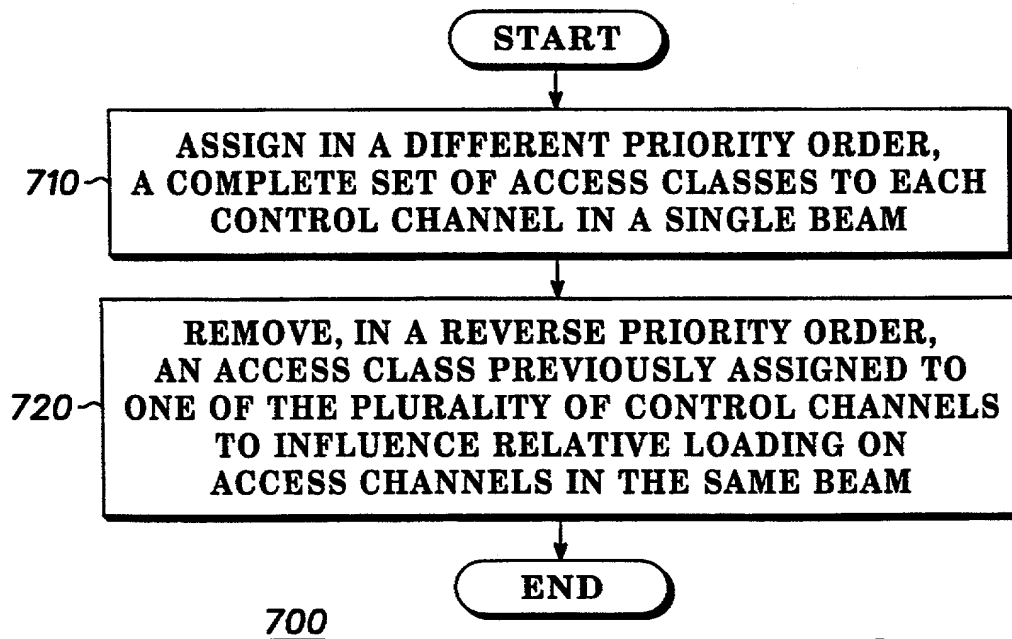 START
710
ASSIGN IN A DIFFERENT PRIORITY ORDER,
A COMPLETE SET OF ACCESS CLASSES TO EACH
CONTROL CHANNEL IN A SINGLE BEAM
720
REMOVE, IN A REVERSE PRIORITY ORDER,
AN ACCESS CLASS PREVIOUSLY ASSIGNED TO
ONE OF THE PLURALITY OF CONTROL CHANNELS
TO INFLUENCE RELATIVE LOADING ON
ACCESS CHANNELS IN THE SAME BEAM
END
700